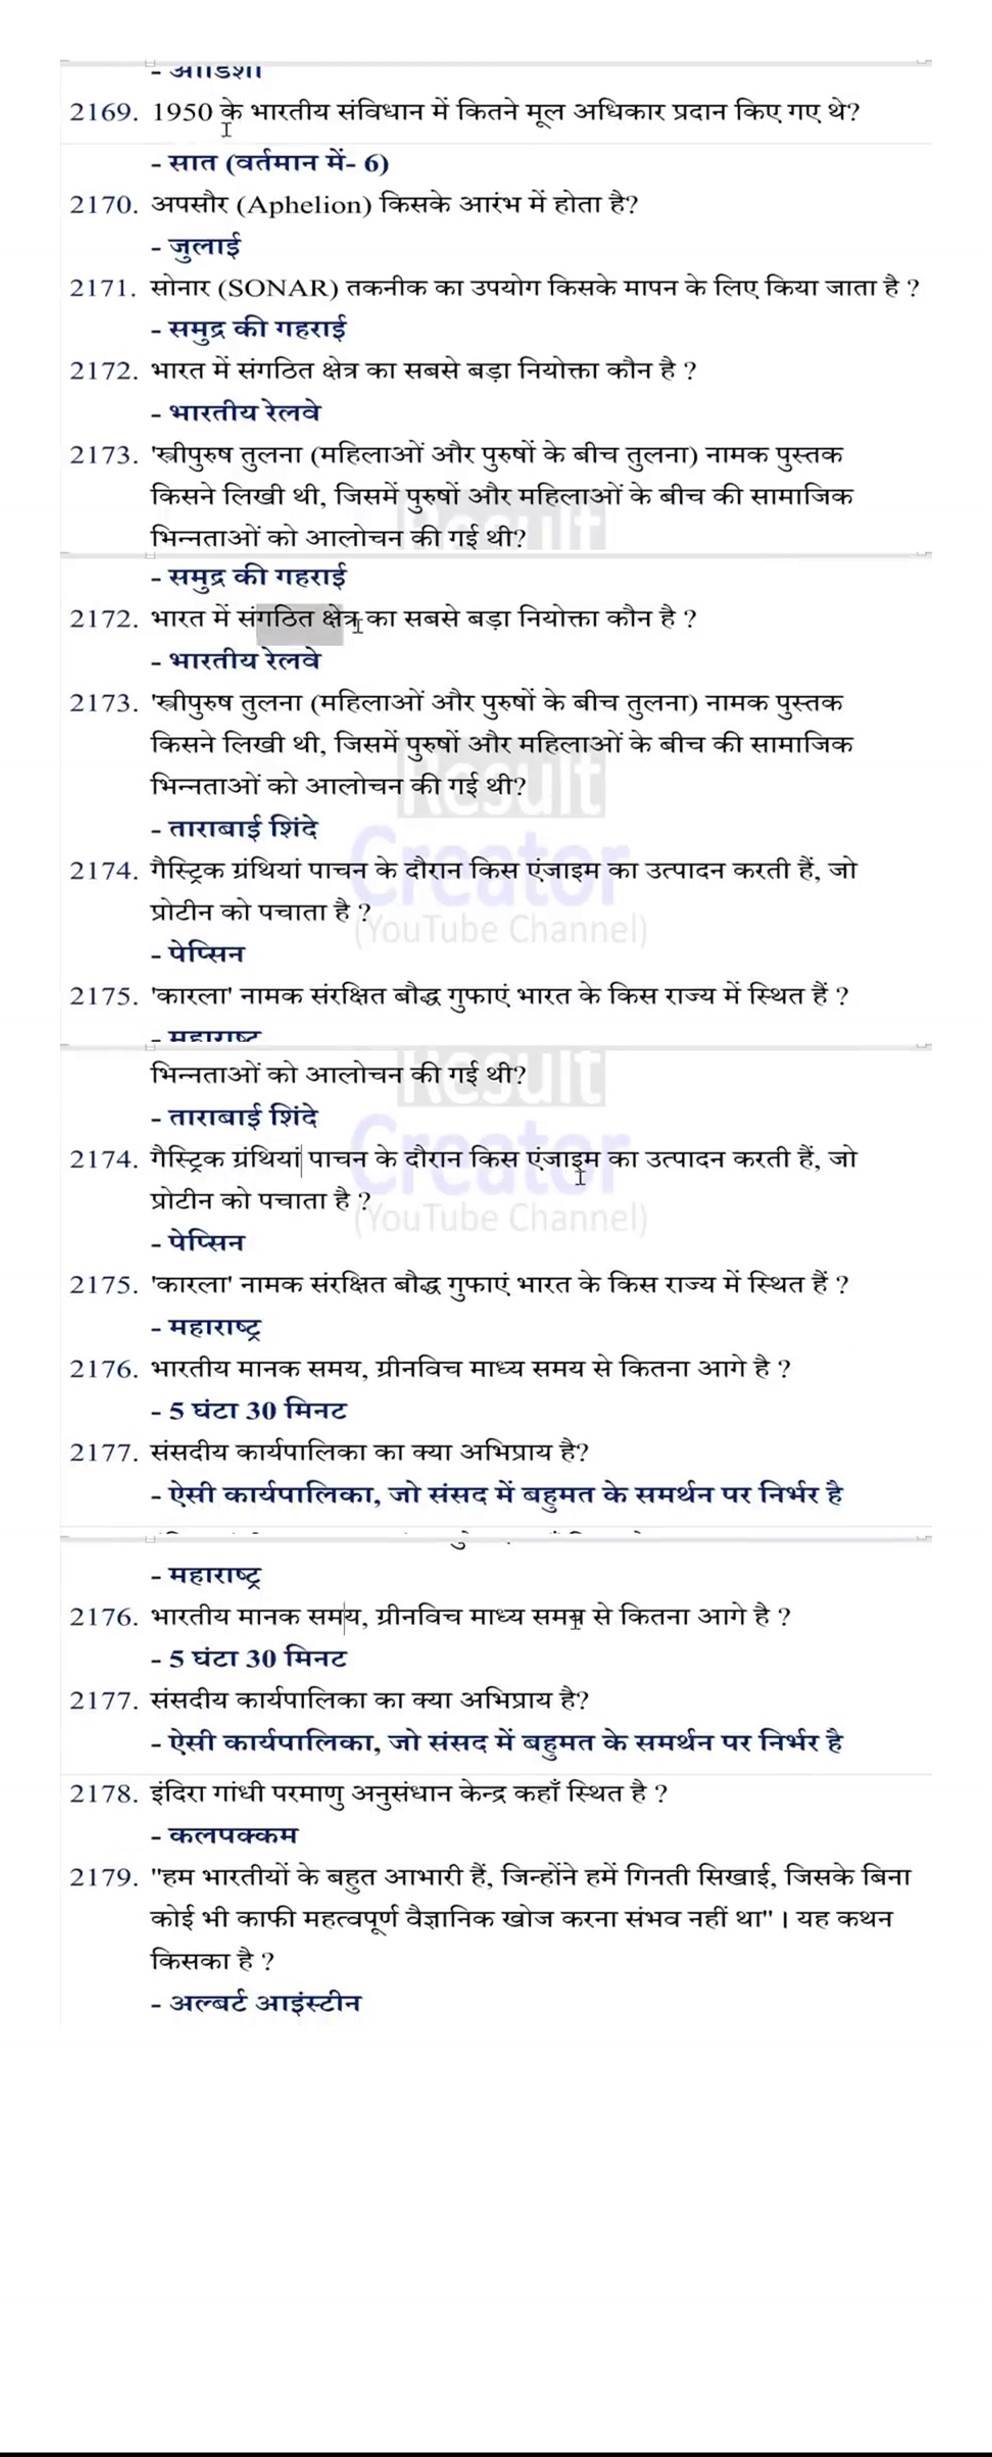 - ओडिशा
2169. 1950 के भारतीय संविधान में कितने मूल अधिकार प्रदान किए गए थे?
- सात (वर्तमान में- 6)
2170. अपसौर (Aphelion) किसके आरंभ में होता है?
- जुलाई
2171. सोनार (SONAR) तकनीक का उपयोग किसके मापन के लिए किया जाता है ?
- समुद्र की गहराई
2172. भारत में संगठित क्षेत्र का सबसे बड़ा नियोक्ता कौन है ?
- भारतीय रेलवे
2173. 'स्त्रीपुरुष तुलना (महिलाओं और पुरुषों के बीच तुलना) नामक पुस्तक
किसने लिखी थी, जिसमें पुरुषों और महिलाओं के बीच की सामाजिक
भिन्नताओं को आलोचन की गई थी?
Result
- समुद्र की गहराई
2172. भारत में संगठित क्षेत्र का सबसे बड़ा नियोक्ता कौन है ?
- भारतीय रेलवे
2173. 'स्त्रीपुरुष तुलना (महिलाओं और पुरुषों के बीच तुलना) नामक पुस्तक
किसने लिखी थी, जिसमें पुरुषों और महिलाओं के बीच की सामाजिक
भिन्नताओं को आलोचन की गई थी?
Result
- ताराबाई शिंदे
Creator
2174. गैस्ट्रिक ग्रंथियां पाचन के दौरान किस एंजाइम का उत्पादन करती हैं, जो
प्रोटीन को पचाता है ?
(YouTube Channel)
- पेप्सिन
2175. 'कारला' नामक संरक्षित बौद्ध गुफाएं भारत के किस राज्य में स्थित हैं ?
- महाराष्ट्र
भिन्नताओं को आलोचन की गई थी?
Result
- ताराबाई शिंदे
Creator
2174. गैस्ट्रिक ग्रंथियां पाचन के दौरान किस एंजाइम का उत्पादन करती हैं, जो
प्रोटीन को पचाता है ?
(YouTube Channel)
- पेप्सिन
2175. 'कारला' नामक संरक्षित बौद्ध गुफाएं भारत के किस राज्य में स्थित हैं ?
- महाराष्ट्र
2176. भारतीय मानक समय, ग्रीनविच माध्य समय से कितना आगे है ?
- 5 घंटा 30 मिनट
2177. संसदीय कार्यपालिका का क्या अभिप्राय है?
- ऐसी कार्यपालिका, जो संसद में बहुमत के समर्थन पर निर्भर है
- महाराष्ट्र
2176. भारतीय मानक समय, ग्रीनविच माध्य समय से कितना आगे है ?
- 5 घंटा 30 मिनट
2177. संसदीय कार्यपालिका का क्या अभिप्राय है?
- ऐसी कार्यपालिका, जो संसद में बहुमत के समर्थन पर निर्भर है
2178. इंदिरा गांधी परमाणु अनुसंधान केन्द्र कहाँ स्थित है ?
- कलपक्कम
2179. "हम भारतीयों के बहुत आभारी हैं, जिन्होंने हमें गिनती सिखाई, जिसके बिना
कोई भी काफी महत्वपूर्ण वैज्ञानिक खोज करना संभव नहीं था"। यह कथन
किसका है ?
- अल्बर्ट आइंस्टीन